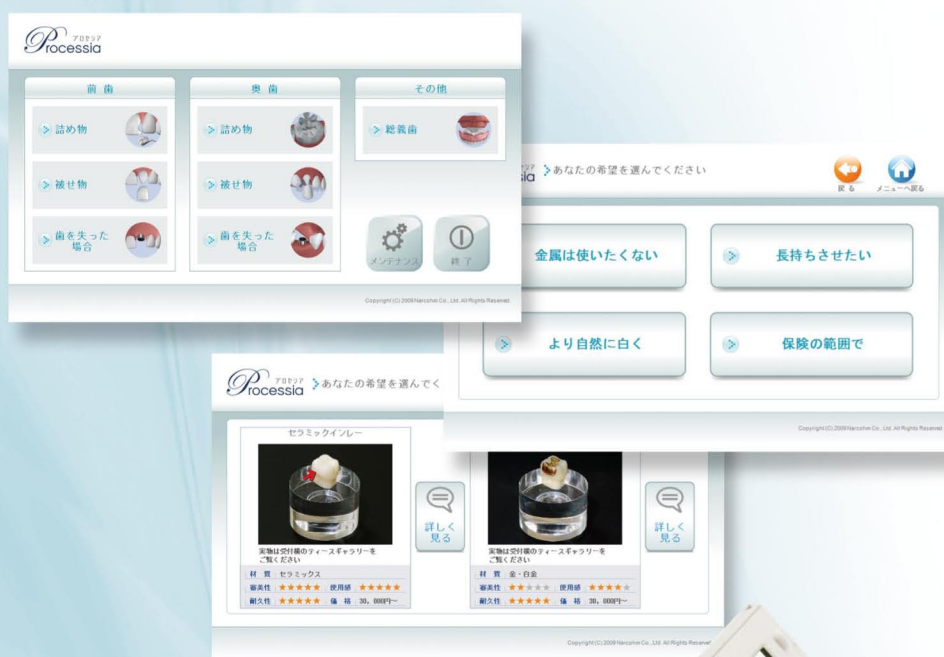 Processia
プロセシア
前歯
詰め物
被せ物
歯を失った
場合
奥歯
詰め物
被せ物
歯を失った
場合
その他
総義歯
メンテナンス
終了
Copyright (C) 2009 Narcohm Co., Ltd. All Rights Reserved.
あなたの希望を選んでください
戻る
メニューへ戻る
金属は使いたくない
長持ちさせたい
より自然に白く
保険の範囲で
Copyright (C) 2009 Narcohm Co., Ltd. All Rights Reserved.
Processia
プロセシア
あなたの希望を選んでく
セラミックインレー
実物は受付横のティースギャラリーを
ご覧ください
材質 セラミックス
審美性 ★★★★★ 使用感 ★★★★★
耐久性 ★★★★★ 価格 30,000円~
詳しく
見る
実物は受付横のティースギャラリーを
ご覧ください
材質 金・白金
審美性 ★★★★★ 使用感 ★★★★★
耐久性 ★★★★★ 価格 30,000円~
詳しく
見る
Copyright (C) 2009 Narcohm Co., Ltd. All Rights Reserved